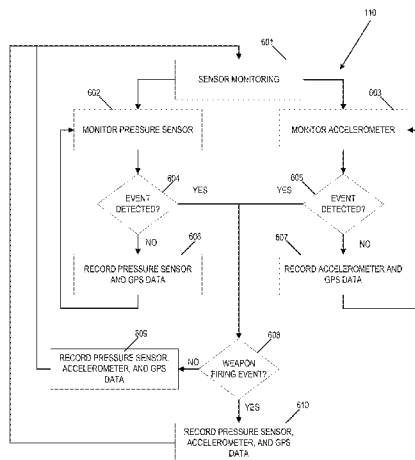 110
601
SENSOR MONITORING
602
603
MONITOR PRESSURE SENSOR
MONITOR ACCELEROMETER
604
605
EVENT DETECTED?
YES
YES
EVENT DETECTED?
NO
606
607
NO
RECORD PRESSURE SENSOR
AND GPS DATA
RECORD ACCELEROMETER AND
GPS DATA
609
608
RECORD PRESSURE SENSOR,
ACCELEROMETER, AND GPS
DATA
NO
WEAPON
FIRING EVENT?
YES
610
RECORD PRESSURE SENSOR,
ACCELEROMETER, AND GPS
DATA